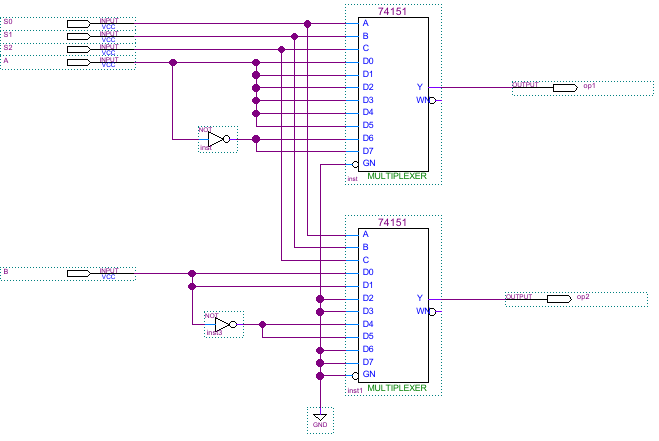 74151
S0 INPUT VCC A
S1 INPUT VCC B
S2 INPUT VCC C
A INPUT VCC D0
D1
D2 Y OUTPUT op1
D3 WN
D4
D5
NOT D6
inst D7
GN
inst MULTIPLEXER
74151
A
B
C
B INPUT VCC D0
D1
D2 Y OUTPUT op2
D3 WN
NOT D4
inst3 D5
D6
D7
GN
inst1 MULTIPLEXER
GND